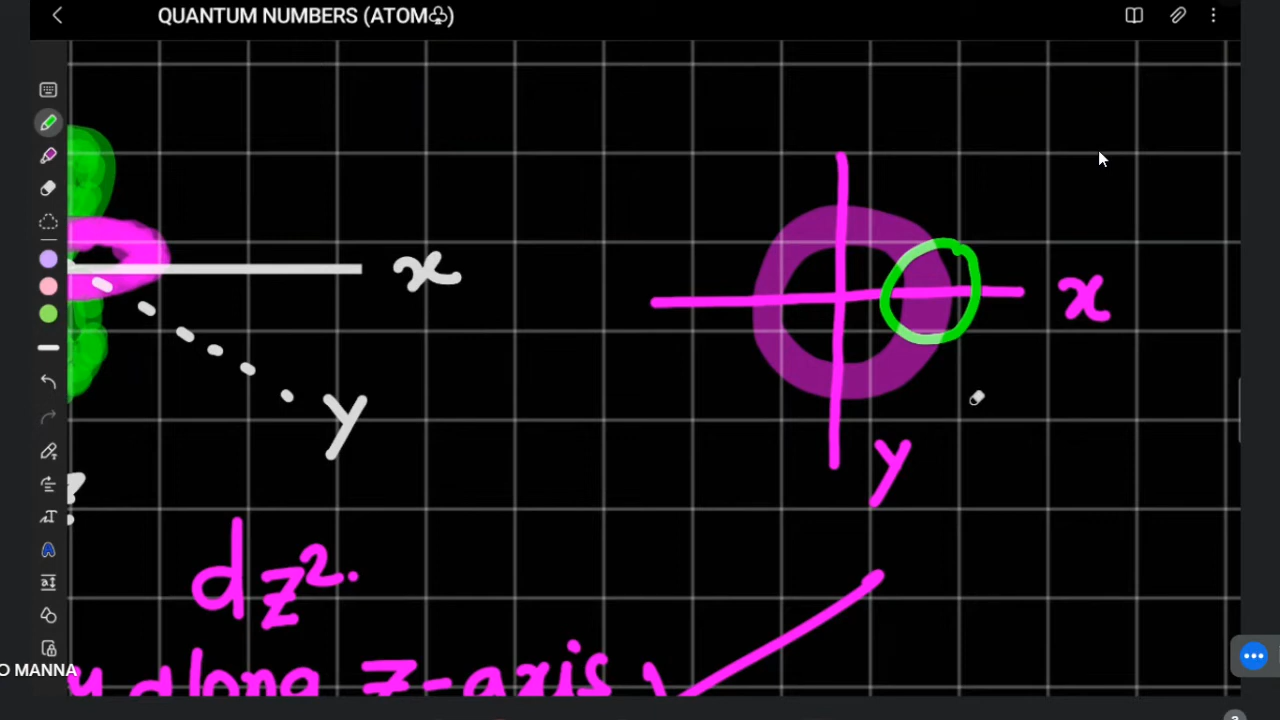 QUANTUM NUMBERS (ATOM♧)
x
x
y
y
dz².
along z-axis
O MANNA